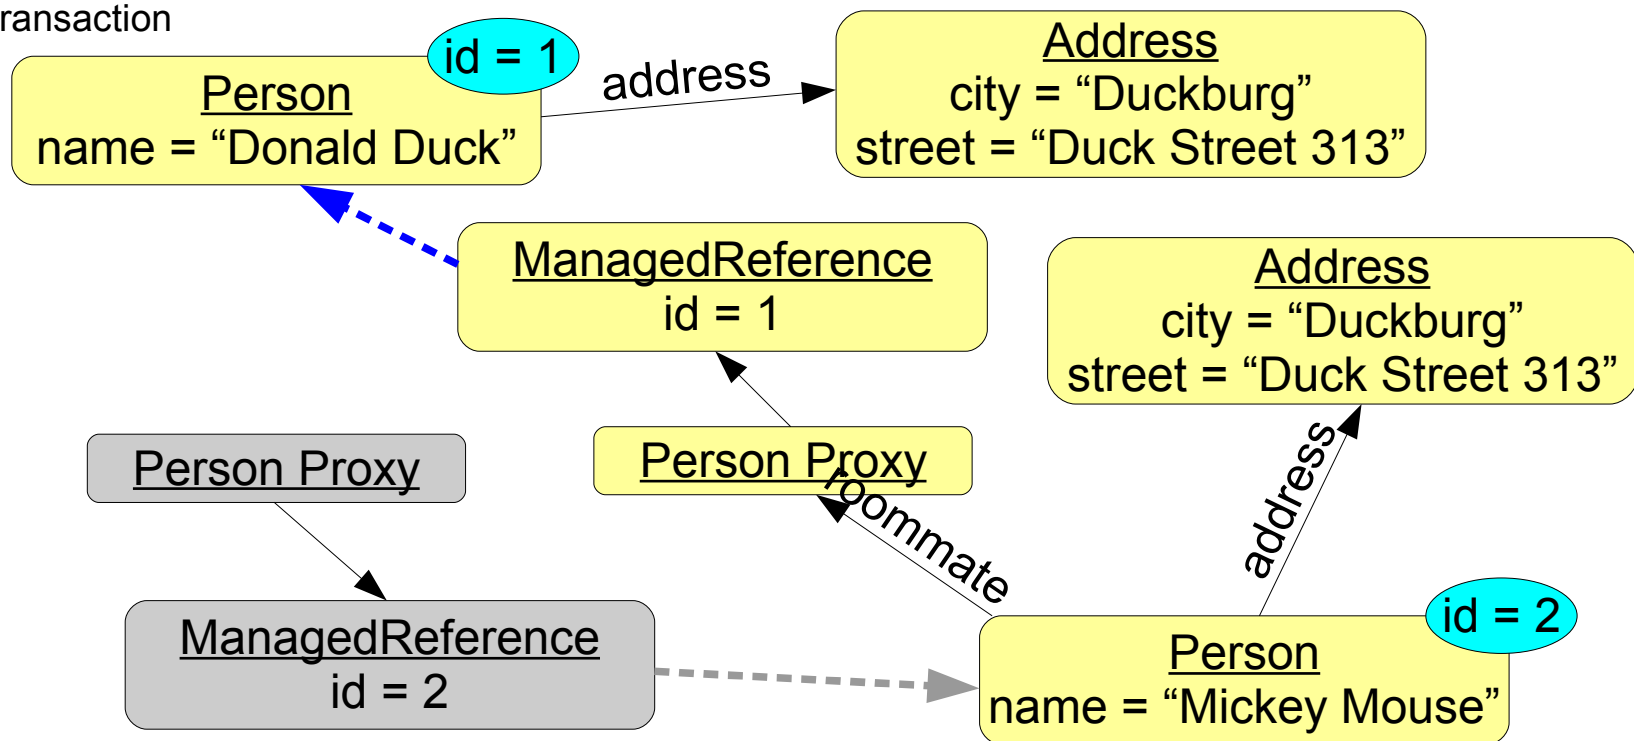 ransaction
id = 1
Person
name = “Donald Duck”
address
Address
city = “Duckburg”
street = “Duck Street 313”
ManagedReference
id = 1
Address
city = “Duckburg”
street = “Duck Street 313”
Person Proxy
Person Proxy
roommate
address
ManagedReference
id = 2
id = 2
Person
name = “Mickey Mouse”